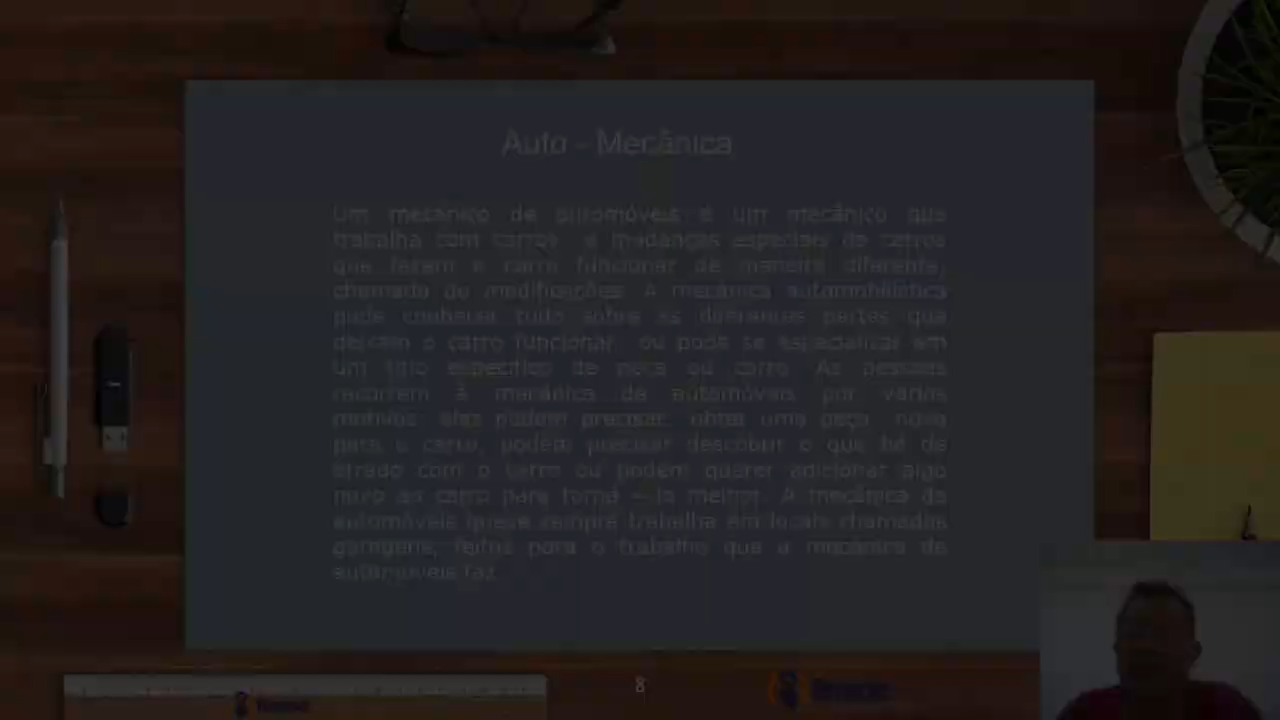 Auto - Mecânica
Um mecânico de automóveis é um mecânico que
trabalha com carros e mudanças especiais de carros
que fazem o carro funcionar de maneira diferente,
chamado de modificações. A mecânica automobilística
pode conhecer tudo sobre as diferentes partes que
deixam o carro funcionar ou pode se especializar em
um tipo específico de peça ou carro. As pessoas
recorrem à mecânica de automóveis por vários
motivos: elas podem precisar obter uma peça nova
para o carro, podem precisar descobrir o que há de
errado com o carro ou podem querer adicionar algo
novo ao carro para torná – lo melhor. A mecânica de
automóveis quase sempre trabalha em locais chamados
garagens, feitos para o trabalho que a mecânica de
automóveis faz
8